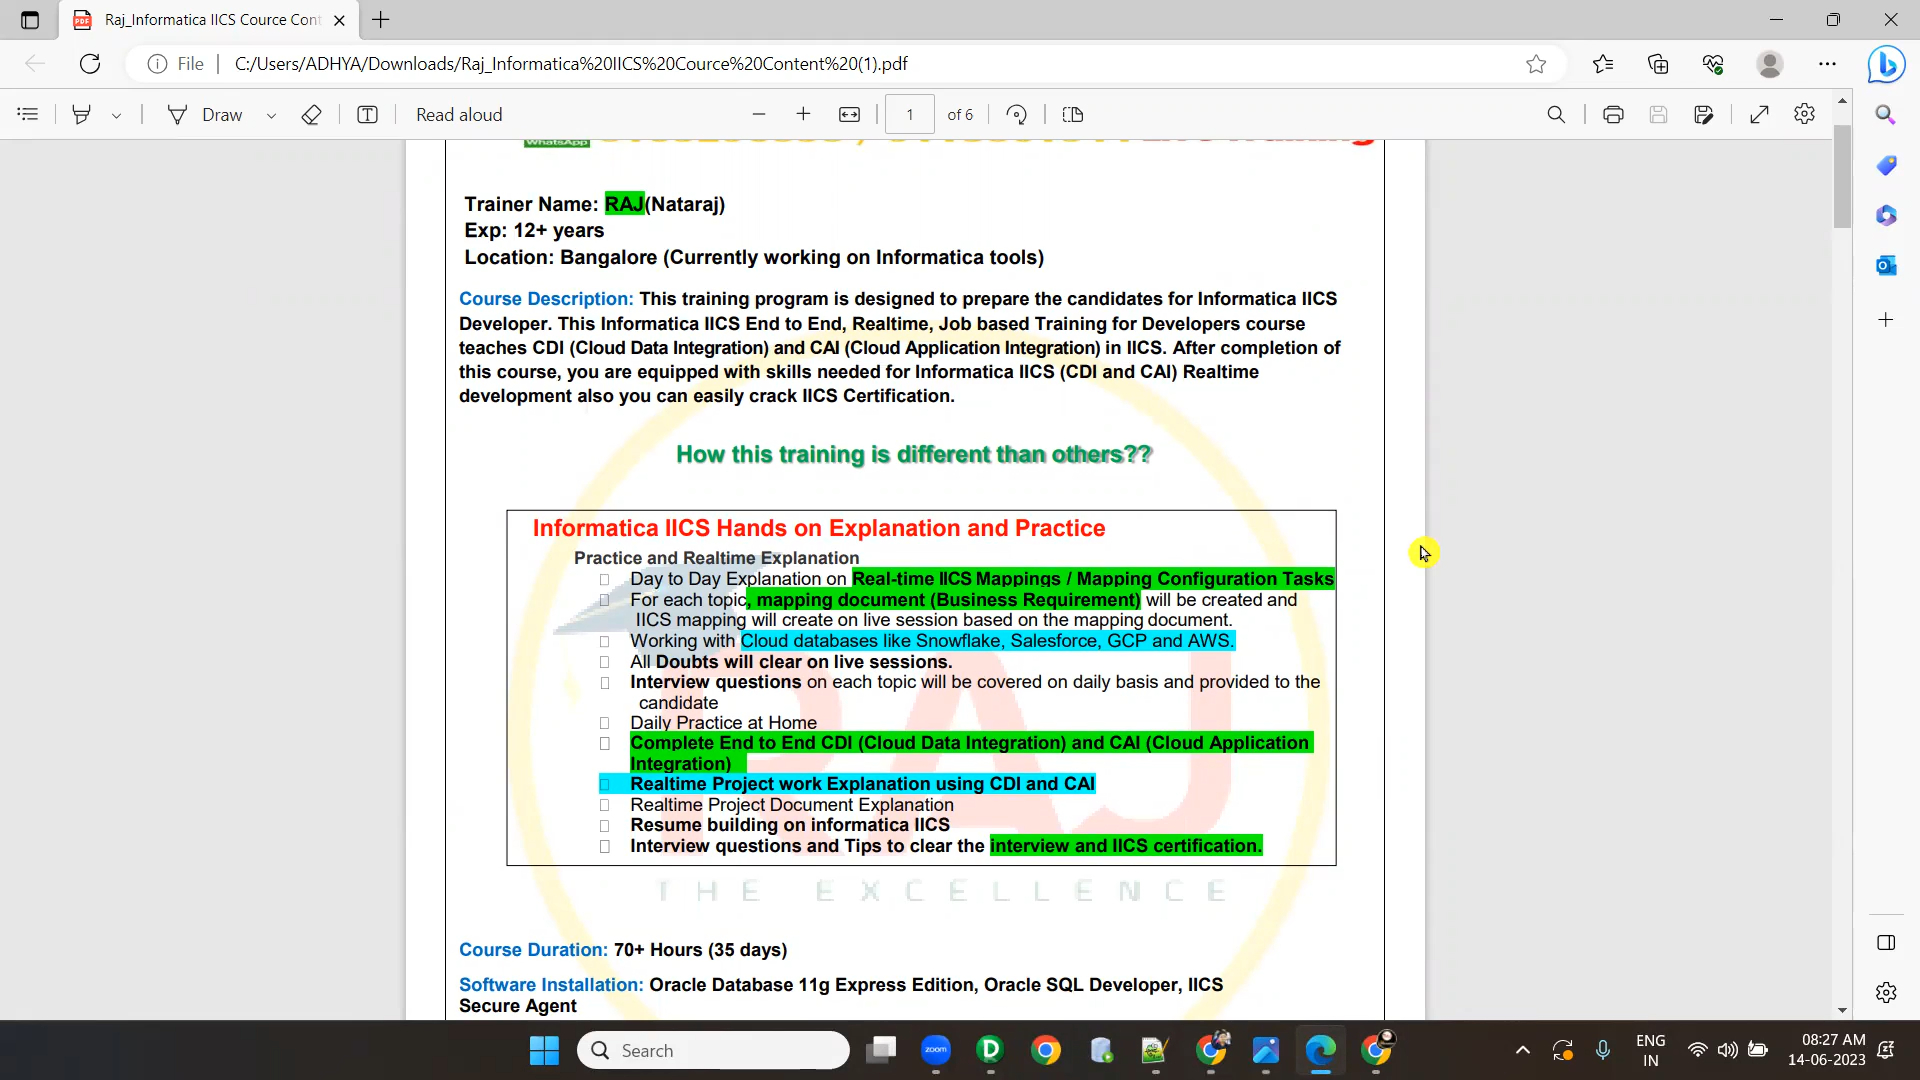 Raj_Informatica IICS Cource Cont
File
C:/Users/ADHYA/Downloads/Raj_Informatica%20IICS%20Cource%20Content%20(1).pdf
Draw
Read aloud
1
of 6
WhatsApp
Trainer Name: RAJ(Nataraj)
Exp: 12+ years
Location: Bangalore (Currently working on Informatica tools)
Course Description: This training program is designed to prepare the candidates for Informatica IICS
Developer. This Informatica IICS End to End, Realtime, Job based Training for Developers course
teaches CDI (Cloud Data Integration) and CAI (Cloud Application Integration) in IICS. After completion of
this course, you are equipped with skills needed for Informatica IICS (CDI and CAI) Realtime
development also you can easily crack IICS Certification.
How this training is different than others??
Informatica IICS Hands on Explanation and Practice
Practice and Realtime Explanation
Day to Day Explanation on Real-time IICS Mappings / Mapping Configuration Tasks
For each topic, mapping document (Business Requirement) will be created and
IICS mapping will create on live session based on the mapping document.
Working with Cloud databases like Snowflake, Salesforce, GCP and AWS.
All Doubts will clear on live sessions.
Interview questions on each topic will be covered on daily basis and provided to the
candidate
Daily Practice at Home
Complete End to End CDI (Cloud Data Integration) and CAI (Cloud Application
Integration)
Realtime Project work Explanation using CDI and CAI
Realtime Project Document Explanation
Resume building on informatica IICS
Interview questions and Tips to clear the interview and IICS certification.
RAJ
THE EXCELLENCE
Course Duration: 70+ Hours (35 days)
Software Installation: Oracle Database 11g Express Edition, Oracle SQL Developer, IICS
Secure Agent
Search
zoom
ENG
IN
08:27 AM
14-06-2023